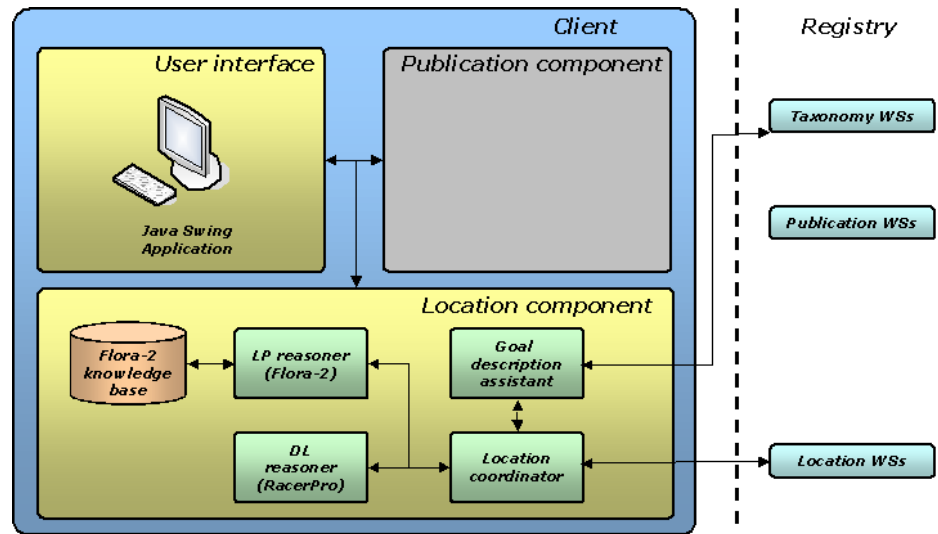 Client
Registry
User interface
Publication component
Java Swing
Application
Taxonomy WSs
Publication WSs
Location component
Flora-2
knowledge
base
LP reasoner
(Flora-2)
Goal
description
assistant
DL
reasoner
(RacerPro)
Location
coordinator
Location WSs